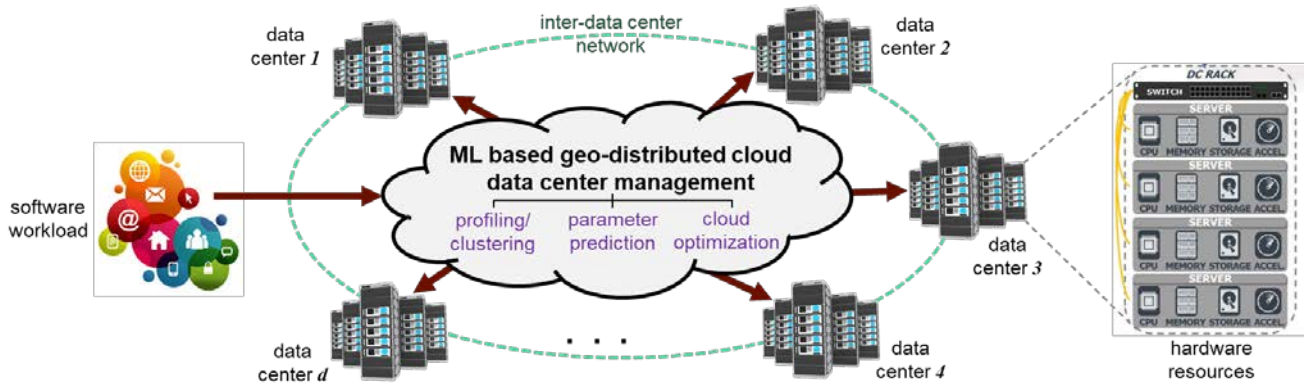 data
center 1
inter-data center
network
data
center 2
DC RACK
SWITCH
SERVER
CPU MEMORY STORAGE ACCEL.
SERVER
CPU MEMORY STORAGE ACCEL.
SERVER
CPU MEMORY STORAGE ACCEL.
SERVER
CPU MEMORY STORAGE ACCEL.
ML based geo-distributed cloud
data center management
profiling/
clustering
parameter
prediction
cloud
optimization
software
workload
@
data
center 3
data
center d
. . .
data
center 4
hardware
resources